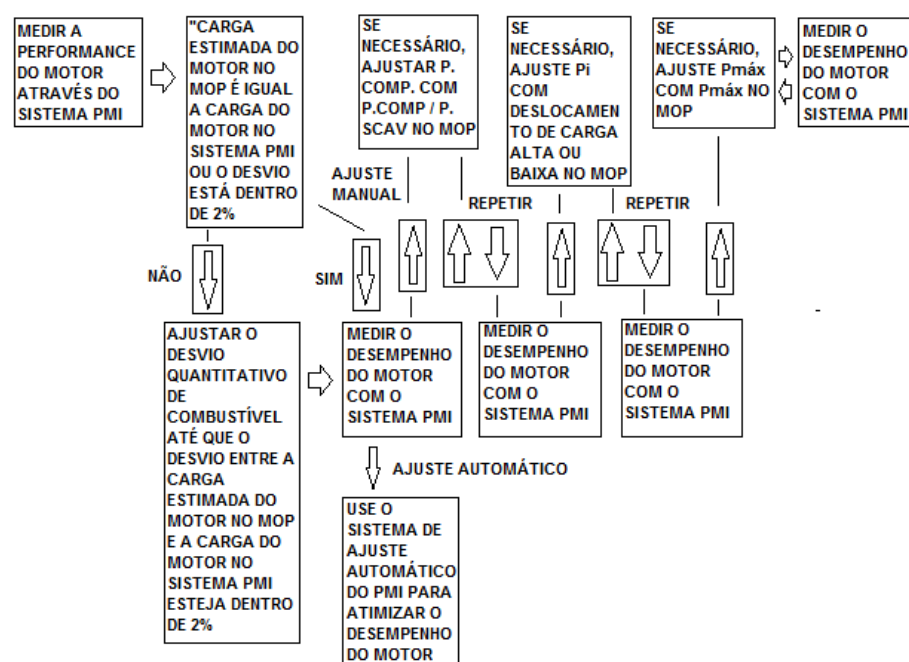 MEDIR A
PERFORMANCE
DO MOTOR
ATRAVÉS DO
SISTEMA PMI
"CARGA
ESTIMADA DO
MOTOR NO
MOP É IGUAL
A CARGA DO
MOTOR NO
SISTEMA PMI
OU O DESVIO
ESTÁ DENTRO
DE 2%
SE
NECESSÁRIO,
AJUSTAR P.
COMP. COM
P.COMP / P.
SCAV NO MOP
SE
NECESSÁRIO,
AJUSTE Pi
COM
DESLOCAMEN
TO DE CARGA
ALTA OU
BAIXA NO MOP
SE
NECESSÁRIO,
AJUSTE Pmáx
COM Pmáx NO
MOP
MEDIR O
DESEMPENHO
DO MOTOR
COM O
SISTEMA PMI
AJUSTE
MANUAL
REPETIR
REPETIR
NÃO
SIM
AJUSTAR O
DESVIO
QUANTITATIVO
DE
COMBUSTÍVEL
ATÉ QUE O
DESVIO ENTRE A
CARGA
ESTIMADA DO
MOTOR NO MOP
E A CARGA DO
MOTOR NO
SISTEMA PMI
ESTEJA DENTRO
DE 2%
MEDIR O
DESEMPENHO
DO MOTOR
COM O
SISTEMA PMI
MEDIR O
DESEMPENHO
DO MOTOR
COM O
SISTEMA PMI
MEDIR O
DESEMPENHO
DO MOTOR
COM O
SISTEMA PMI
AJUSTE AUTOMÁTICO
USE O
SISTEMA DE
AJUSTE
AUTOMÁTICO
DO PMI PARA
ATIMIZAR O
DESEMPENHO
DO MOTOR